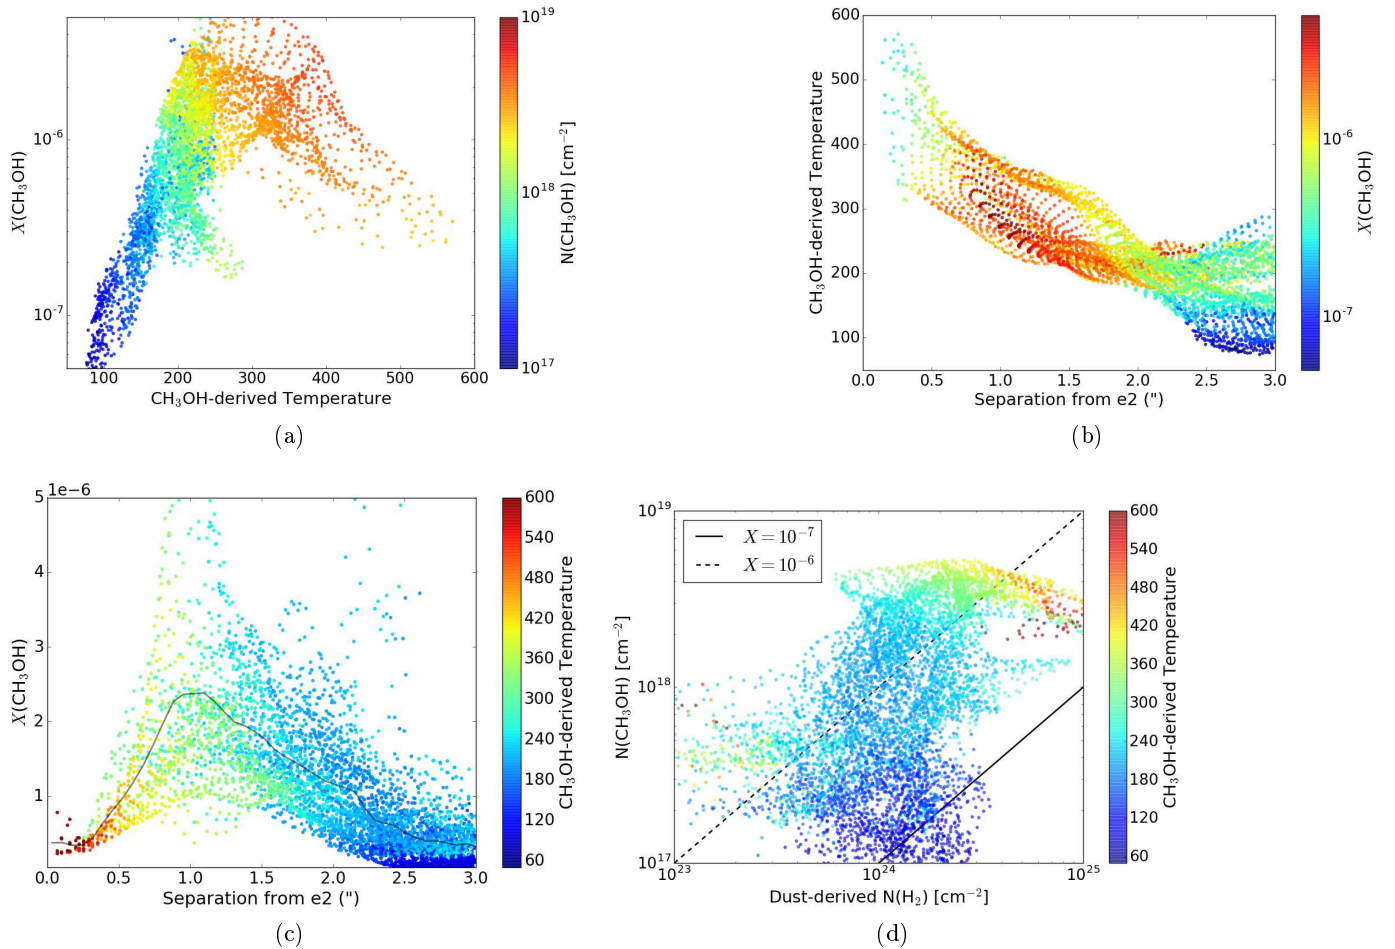 10^{-6}
10^{-7}
X(CH₃OH)
100 200 300 400 500 600
CH₃OH-derived Temperature
10^{19}
10^{18}
10^{17}
N(CH₃OH) [cm^{-2}]
(a)
600
500
400
300
200
100
CH₃OH-derived Temperature
0.0 0.5 1.0 1.5 2.0 2.5 3.0
Separation from e2 (")
10^{-6}
10^{-7}
X(CH₃OH)
(b)
5 1e−6
4
3
2
1
X(CH₃OH)
0.0 0.5 1.0 1.5 2.0 2.5 3.0
Separation from e2 (")
600
540
480
420
360
300
240
180
120
60
CH₃OH-derived Temperature
(c)
10^{19}
10^{18}
10^{17}
N(CH₃OH) [cm^{-2}]
X = 10^{-7}
X = 10^{-6}
10^{23} 10^{24} 10^{25}
Dust-derived N(H₂) [cm^{-2}]
600
540
480
420
360
300
240
180
120
60
CH₃OH-derived Temperature
(d)